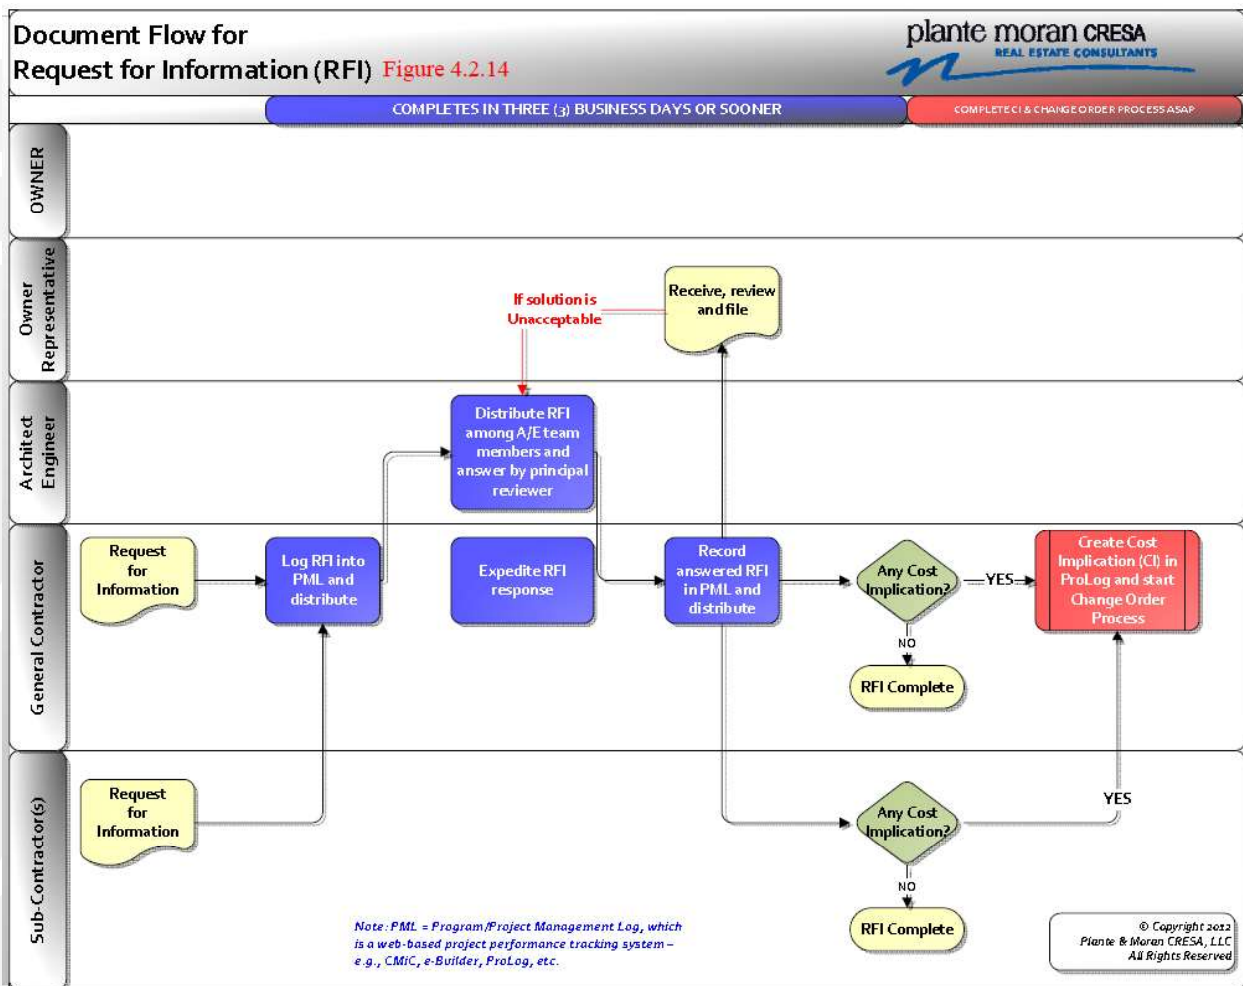 Document Flow for
Request for Information (RFI) Figure 4.2.14
plante moran CRESA
REAL ESTATE CONSULTANTS
COMPLETES IN THREE (3) BUSINESS DAYS OR SOONER
COMPLETE CI & CHANGE ORDER PROCESS ASAP
OWNER
Owner
Representative
If solution is
Unacceptable
Receive, review
and file
Architect
Engineer
Distribute RFI
among A/E team
members and
answer by principal
reviewer
General Contractor
Request
for
Information
Log RFI into
PML and
distribute
Expedite RFI
response
Record
answered RFI
in PML and
distribute
Any Cost
Implication?
YES
Create Cost
Implication (CI) in
ProLog and start
Change Order
Process
NO
RFI Complete
Sub-Contractor(s)
Request
for
Information
Any Cost
Implication?
YES
NO
RFI Complete
Note: PML = Program/Project Management Log, which
is a web-based project performance tracking system –
e.g., CMiC, e-Builder, ProLog, etc.
© Copyright 2012
Plante & Moran CRESA, LLC
All Rights Reserved